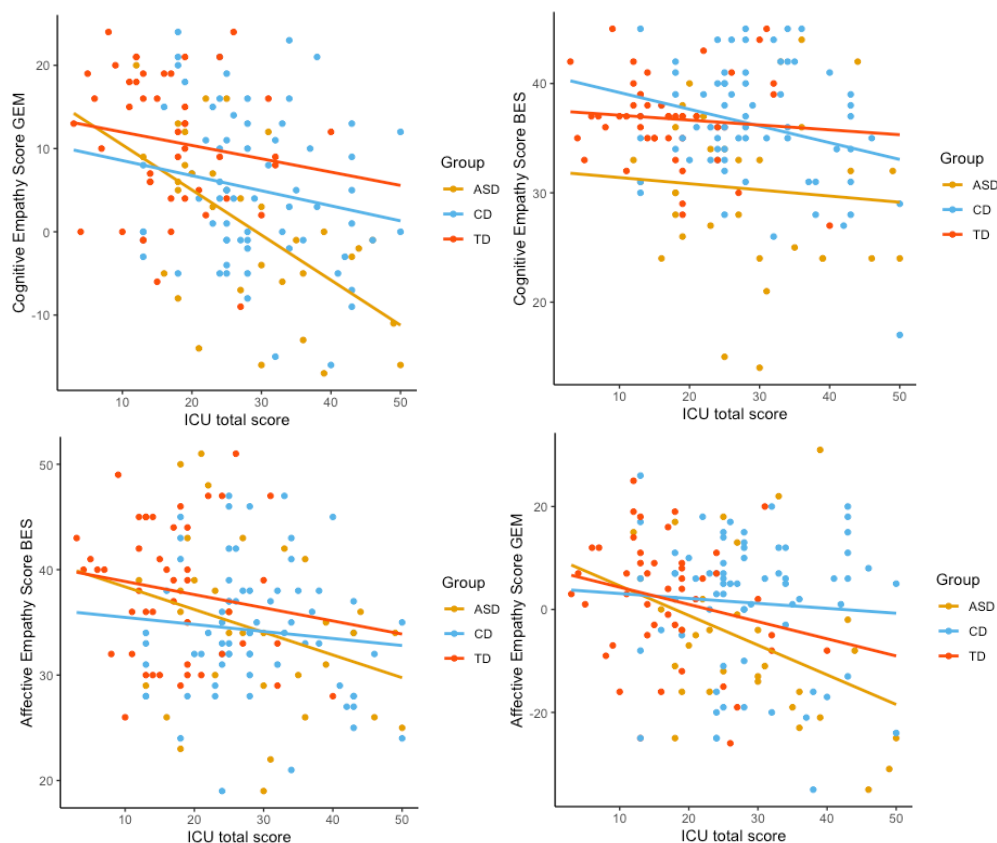 Cognitive Empathy Score GEM
20
10
0
-10
10 20 30 40 50
ICU total score
Group
ASD
CD
TD
Cognitive Empathy Score BES
40
30
20
10 20 30 40 50
ICU total score
Group
ASD
CD
TD
Affective Empathy Score BES
50
40
30
20
10 20 30 40 50
ICU total score
Group
ASD
CD
TD
Affective Empathy Score GEM
20
0
-20
10 20 30 40 50
ICU total score
Group
ASD
CD
TD